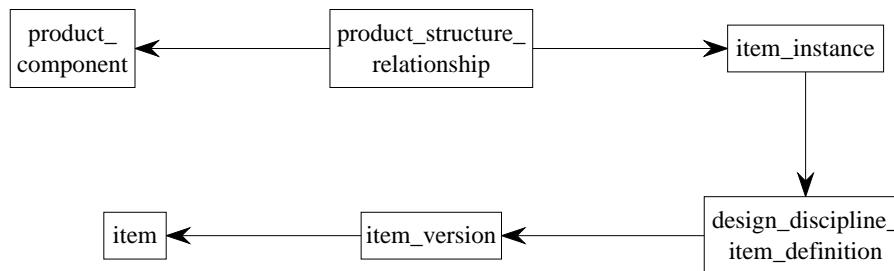 product_
component
product_structure_
relationship
item_instance
item
item_version
design_discipline_
item_definition